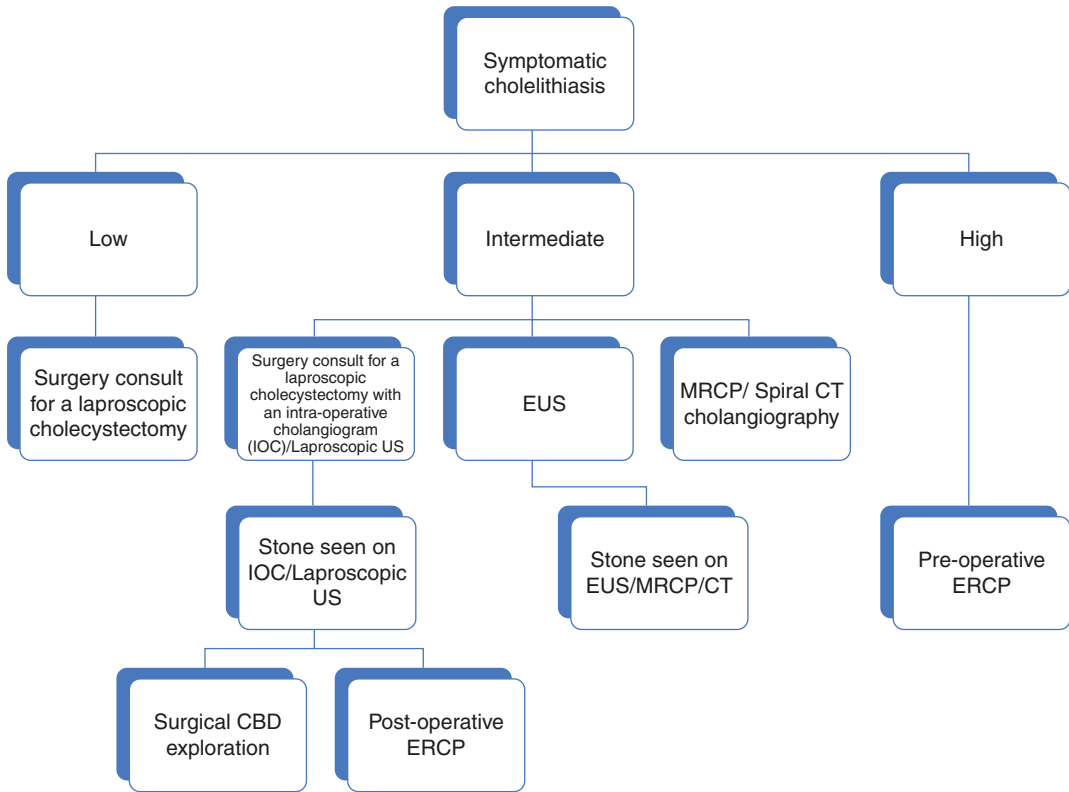 Symptomatic
cholelithiasis
Low
Intermediate
High
Surgery consult
for a laproscopic
cholecystectomy
Surgery consult for a
laproscopic
cholecystectomy with
an intra-operative
cholangiogram
(IOC)/Laproscopic US
EUS
MRCP/ Spiral CT
cholangiography
Stone seen on
IOC/Laproscopic
US
Stone seen on
EUS/MRCP/CT
Pre-operative
ERCP
Surgical CBD
exploration
Post-operative
ERCP